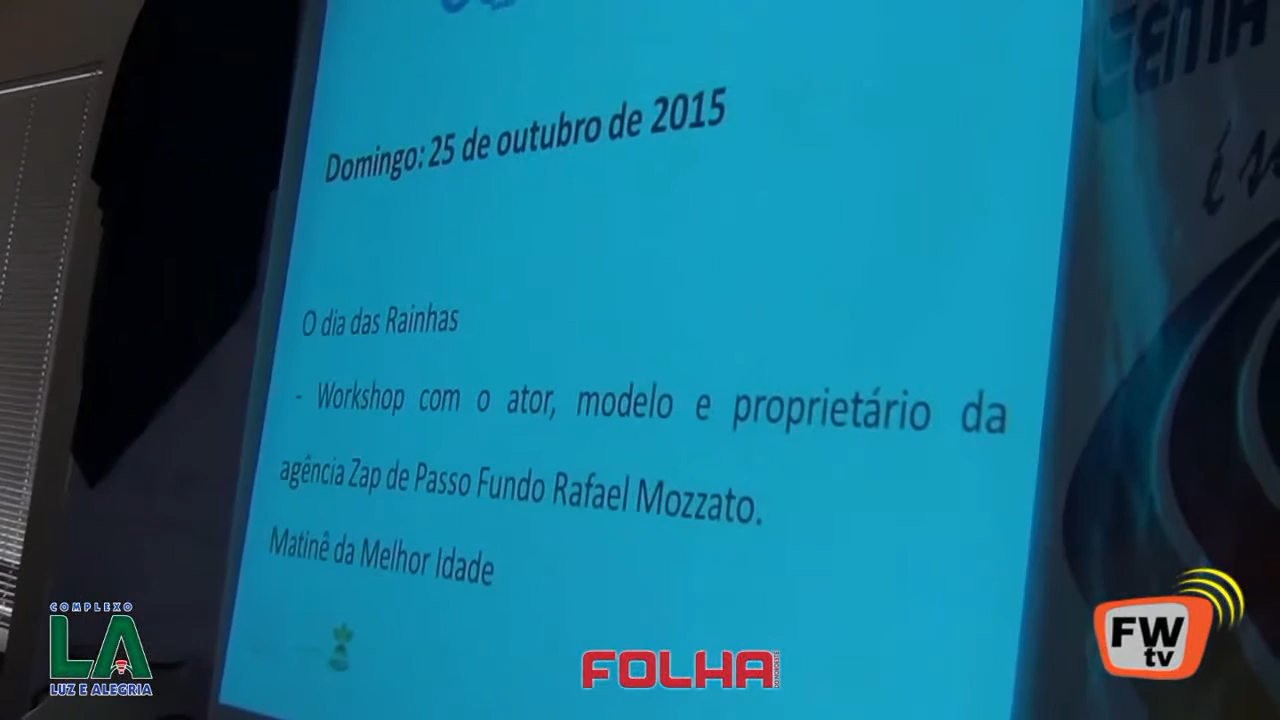 Domingo: 25 de outubro de 2015
O dia das Rainhas
- Workshop com o ator, modelo e proprietário da
agência Zap de Passo Fundo Rafael Mozzato.
Matinê da Melhor Idade
é
COMPLEXO
LA
LUZ E ALEGRIA
FOLHA
FW
tv